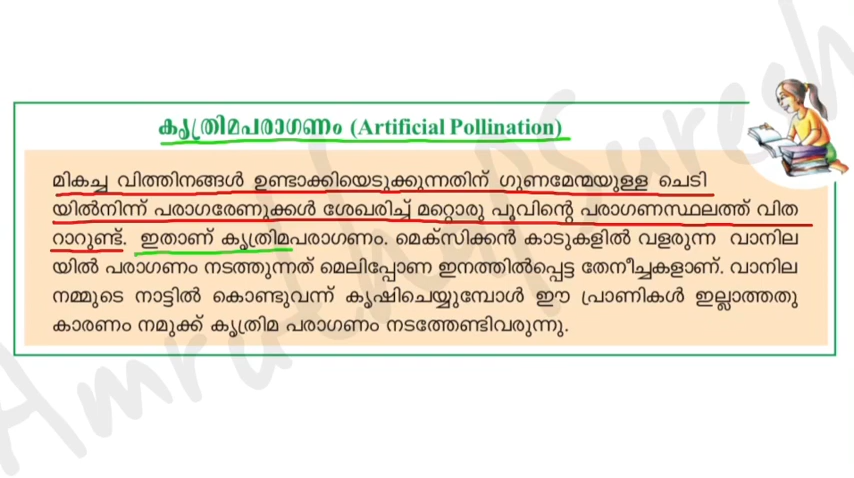 കൃത്രിമപരാഗണം (Artificial Pollination)
മികച്ച വിത്തിനങ്ങൾ ഉണ്ടാക്കിയെടുക്കുന്നതിന് ഗുണമേന്മയുള്ള ചെടി
യിൽനിന്ന് പരാഗരേണുക്കൾ ശേഖരിച്ച് മറ്റൊരു പൂവിന്റെ പരാഗണസ്ഥലത്ത് വിത
റാറുണ്ട്. ഇതാണ് കൃത്രിമപരാഗണം. മെക്സിക്കൻ കാടുകളിൽ വളരുന്ന വാനില
യിൽ പരാഗണം നടത്തുന്നത് മെലിപ്പോണ ഇനത്തിൽപ്പെട്ട തേനീച്ചകളാണ്. വാനില
നമ്മുടെ നാട്ടിൽ കൊണ്ടുവന്ന് കൃഷിചെയ്യുമ്പോൾ ഈ പ്രാണികൾ ഇല്ലാത്തതു
കാരണം നമുക്ക് കൃത്രിമ പരാഗണം നടത്തേണ്ടിവരുന്നു.
Amrutha p Suresh